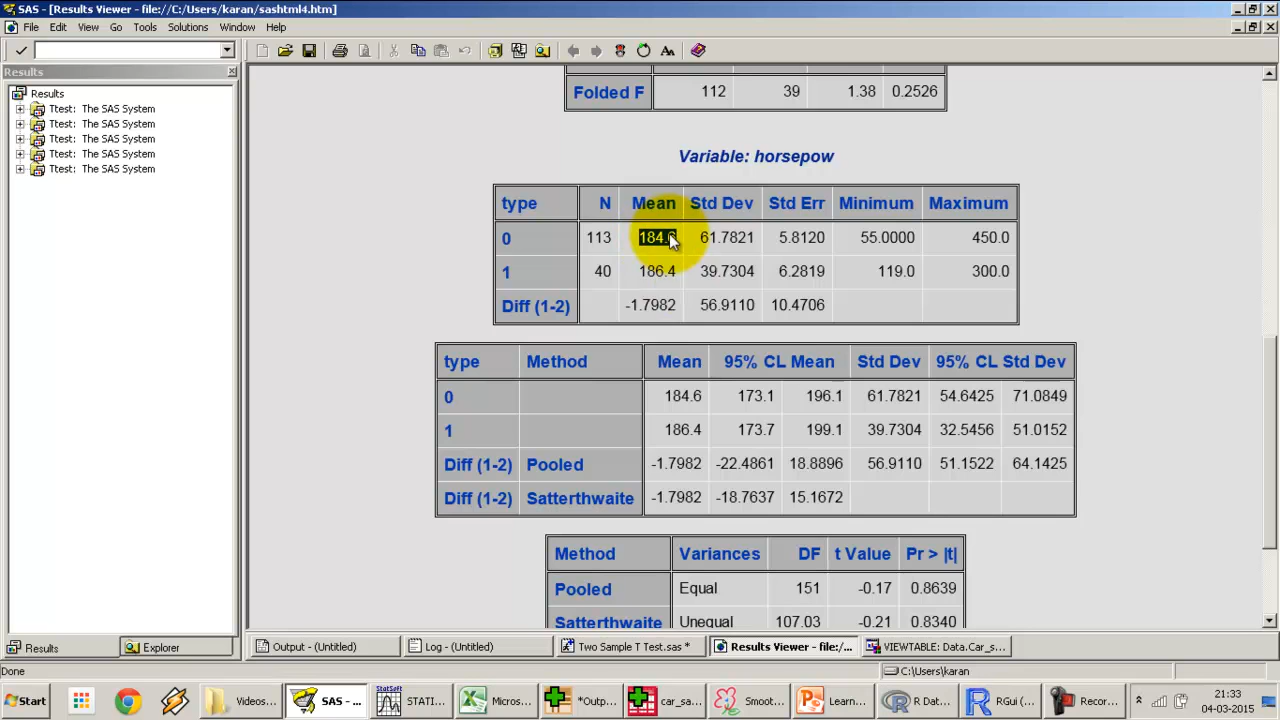 SAS - [Results Viewer - file://C:/Users/karan/sashtml4.htm]
File Edit View Go Tools Solutions Window Help
Results
Results
Ttest: The SAS System
Ttest: The SAS System
Ttest: The SAS System
Ttest: The SAS System
Ttest: The SAS System
Folded F 112 39 1.38 0.2526
Variable: horsepow
type N Mean Std Dev Std Err Minimum Maximum
0 113 184.6 61.7821 5.8120 55.0000 450.0
1 40 186.4 39.7304 6.2819 119.0 300.0
Diff (1-2) -1.7982 56.9110 10.4706
type Method Mean 95% CL Mean Std Dev 95% CL Std Dev
0 184.6 173.1 196.1 61.7821 54.6425 71.0849
1 186.4 173.7 199.1 39.7304 32.5456 51.0152
Diff (1-2) Pooled -1.7982 -22.4861 18.8896 56.9110 51.1522 64.1425
Diff (1-2) Satterthwaite -1.7982 -18.7637 15.1672
Method Variances DF t Value Pr > |t|
Pooled Equal 151 -0.17 0.8639
Satterthwaite Unequal 107.03 -0.21 0.8340
Results Explorer Output - (Untitled) Log - (Untitled) Two Sample T Test.sas * Results Viewer - file:/... VIEWTABLE: Data.Car_s...
Done C:\Users\karan
Start Videos... SAS - ... STATI... Micros... *Outp... car_sa... Smoot... Learn... R Dat... RGui (... Recor... 21:33
04-03-2015